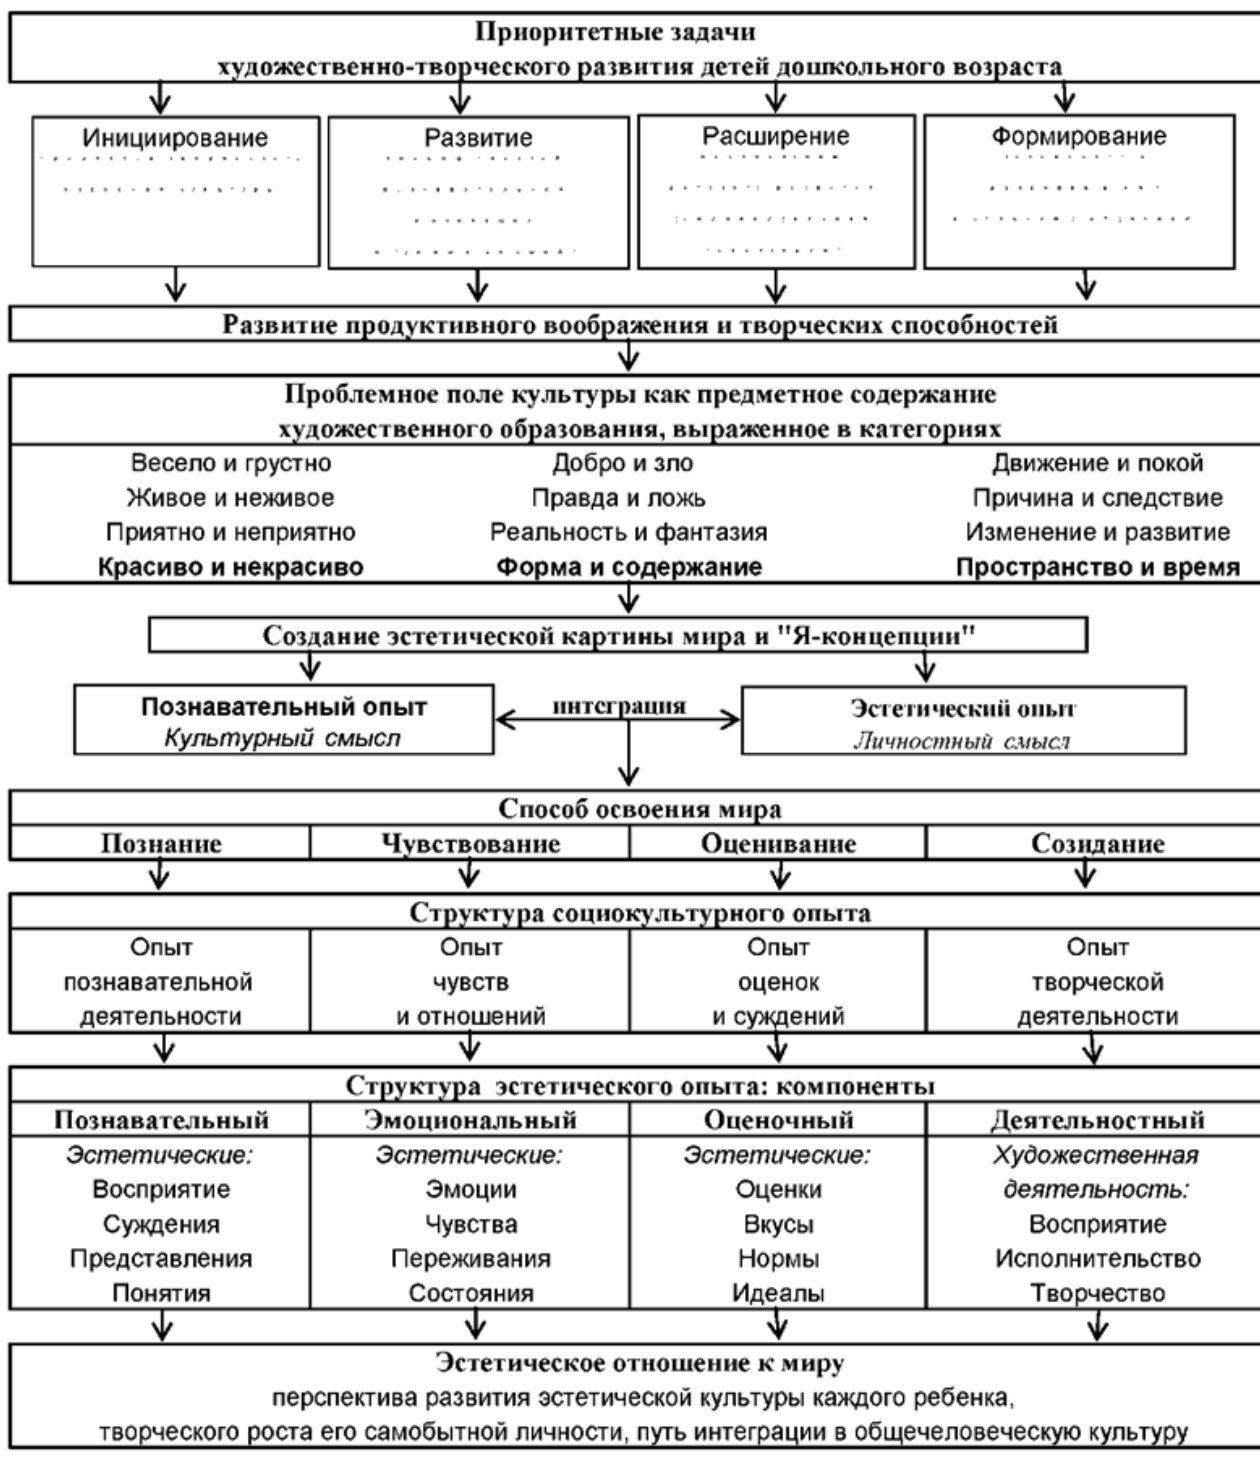 Приоритетные задачи
художественно-творческого развития детей дошкольного возраста
Инициирование
Развитие
Расширение
Формирование
Развитие продуктивного воображения и творческих способностей
Проблемное поле культуры как предметное содержание
художественного образования, выраженное в категориях
Весело и грустно
Добро и зло
Движение и покой
Живое и неживое
Правда и ложь
Причина и следствие
Приятно и неприятно
Реальность и фантазия
Изменение и развитие
Красиво и некрасиво
Форма и содержание
Пространство и время
Создание эстетической картины мира и "Я-концепции"
Познавательный опыт
Культурный смысл
интеграция
Эстетический опыт
Личностный смысл
Способ освоения мира
Познание
Чувствование
Оценивание
Созидание
Структура социокультурного опыта
Опыт
познавательной
деятельности
Опыт
чувств
и отношений
Опыт
оценок
и суждений
Опыт
творческой
деятельности
Структура эстетического опыта: компоненты
Познавательный
Эмоциональный
Оценочный
Деятельностный
Эстетические:
Восприятие
Суждения
Представления
Понятия
Эстетические:
Эмоции
Чувства
Переживания
Состояния
Эстетические:
Оценки
Вкусы
Нормы
Идеалы
Художественная
деятельность:
Восприятие
Исполнительство
Творчество
Эстетическое отношение к миру
перспектива развития эстетической культуры каждого ребенка,
творческого роста его самобытной личности, путь интеграции в общечеловеческую культуру